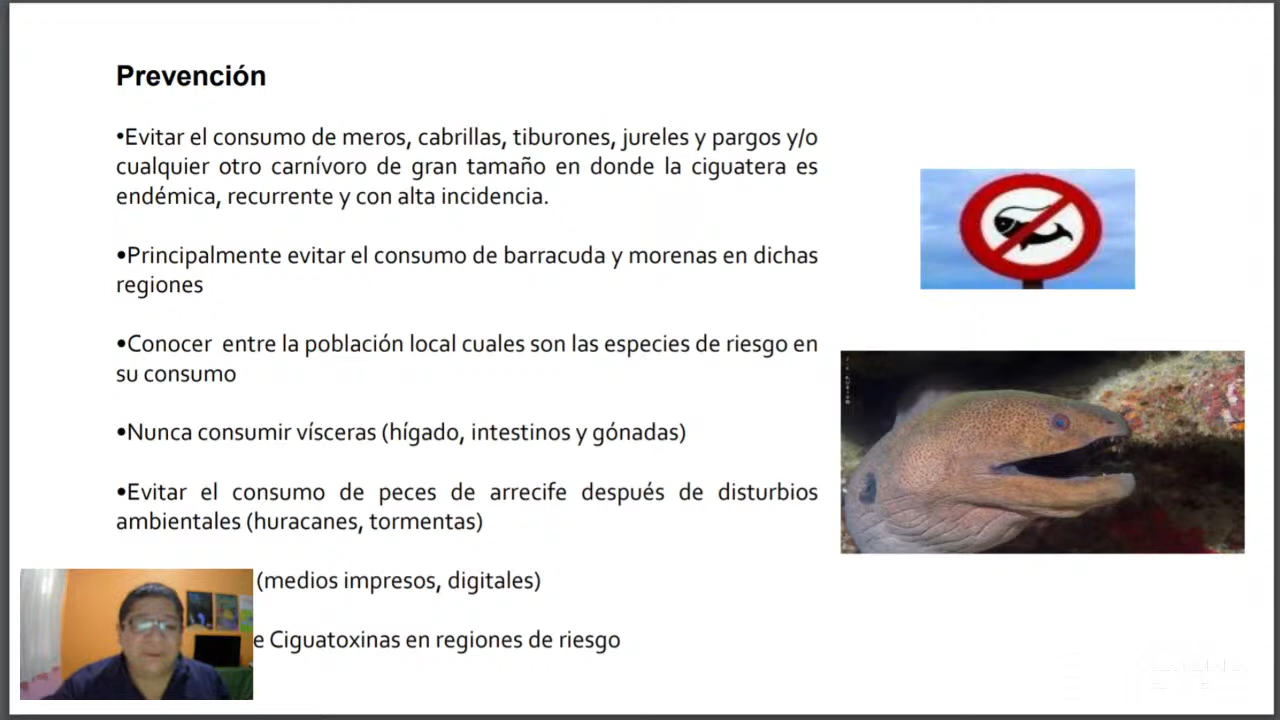 Prevención
•Evitar el consumo de meros, cabrillas, tiburones, jureles y pargos y/o
cualquier otro carnívoro de gran tamaño en donde la ciguatera es
endémica, recurrente y con alta incidencia.
•Principalmente evitar el consumo de barracuda y morenas en dichas
regiones
•Conocer entre la población local cuales son las especies de riesgo en
su consumo
•Nunca consumir vísceras (hígado, intestinos y gónadas)
•Evitar el consumo de peces de arrecife después de disturbios
ambientales (huracanes, tormentas)
(medios impresos, digitales)
e Ciguatoxinas en regiones de riesgo